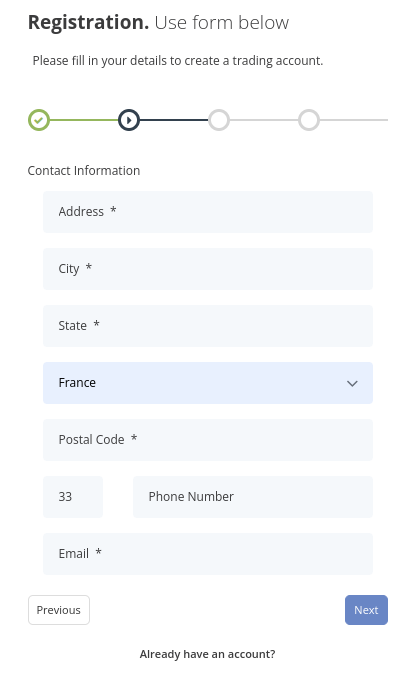 Registration. Use form below
Please fill in your details to create a trading account.
Contact Information
Address *
City *
State *
France
Postal Code *
33 Phone Number
Email *
Previous Next
Already have an account?